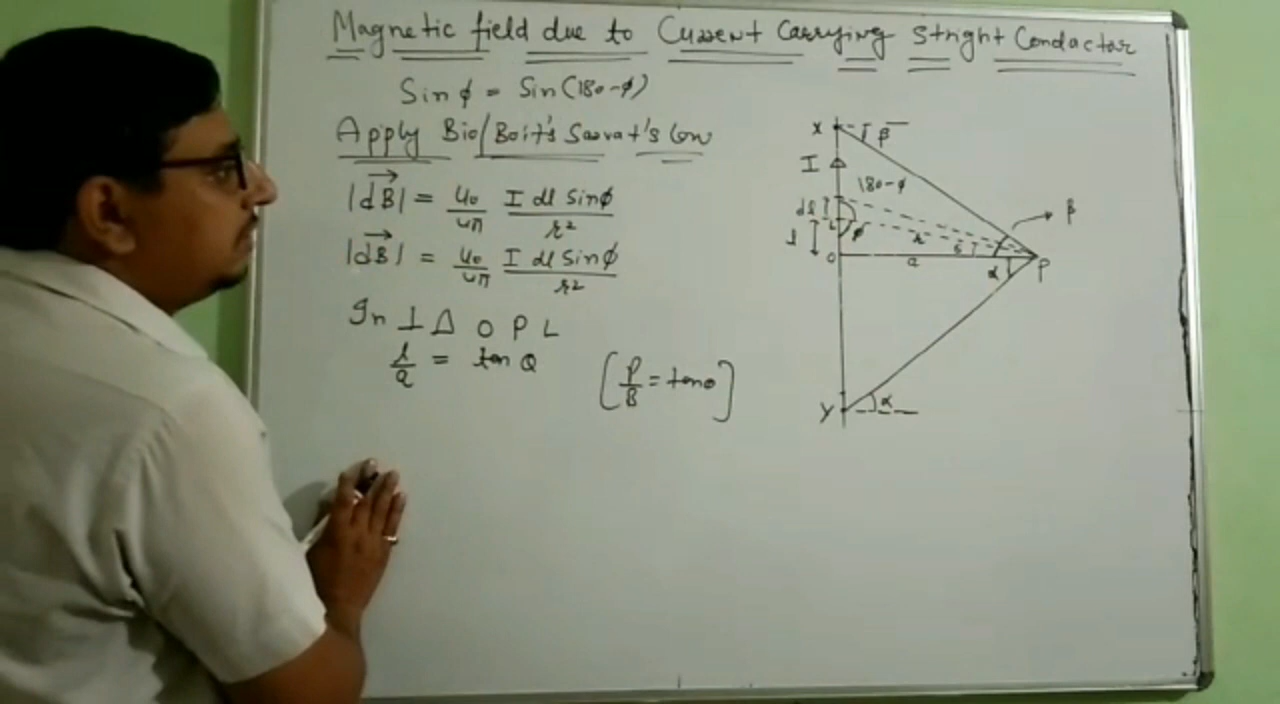 Magnetic field due to Current Carrying Stright Conductor
Sin φ = Sin(180-φ)
Apply Bio/Boit's Savrat's Law
|dB| = μ0/4π I dl Sinφ/r²
|dB| = μ0/4π I dl Sinφ/r²
In ⊥ Δ O P L
l/a = tan Q
[P/B = tanθ]
X
β
I
180-φ
dl
β
L
φ
l
r
O
a
α
P
Y
α